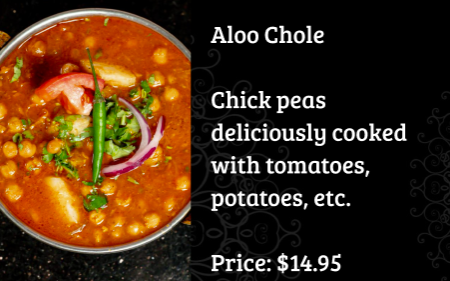 Aloo Chole
Chick peas
deliciously cooked
with tomatoes,
potatoes, etc.
Price: $14.95